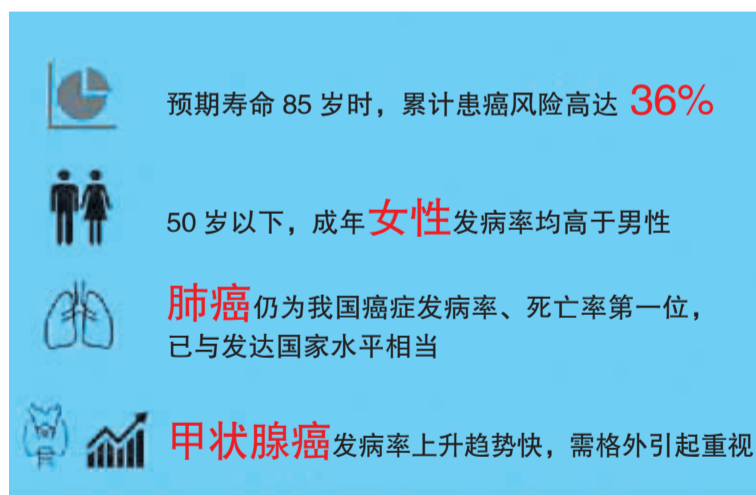 预期寿命 85 岁时，累计患癌风险高达 36%
50 岁以下，成年女性发病率均高于男性
肺癌仍为我国癌症发病率、死亡率第一位，
已与发达国家水平相当
甲状腺癌发病率上升趋势快，需格外引起重视